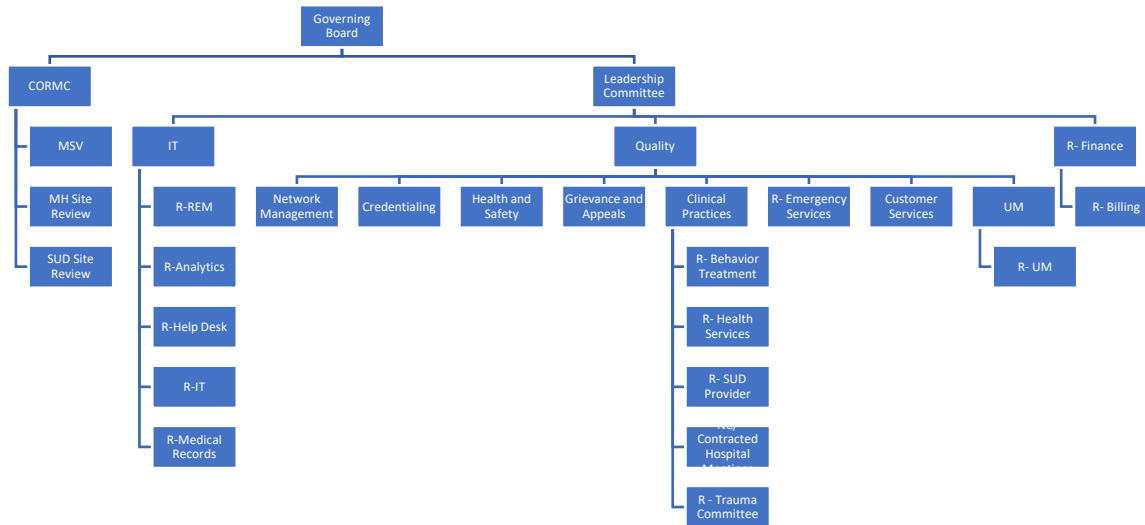 Governing
Board
CORMC
Leadership
Committee
MSV
IT
Quality
R- Finance
MH Site
Review
R-REM
Network
Management
Credentialing
Health and
Safety
Grievance and
Appeals
Clinical
Practices
R- Emergency
Services
Customer
Services
UM
R- Billing
SUD Site
Review
R-Analytics
R- Behavior
Treatment
R- UM
R-Help Desk
R- Health
Services
R-IT
R- SUD
Provider
R-Medical
Records
Contracted
Hospital
R - Trauma
Committee